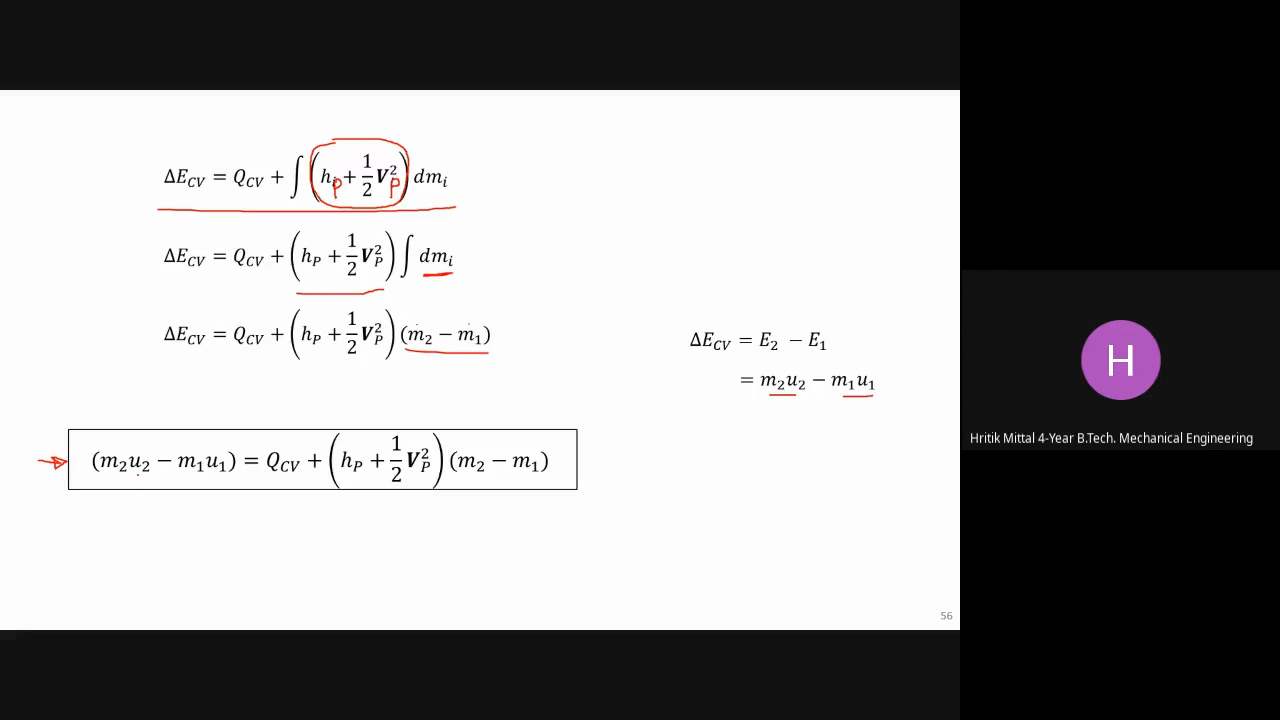 ΔE_CV = Q_CV + ∫ (h_i P + 1/2 V_P^2 P) dm_i
ΔE_CV = Q_CV + (h_P + 1/2 V_P^2) ∫ dm_i
ΔE_CV = Q_CV + (h_P + 1/2 V_P^2) (m_2 − m_1)
ΔE_CV = E_2 − E_1
= m_2u_2 − m_1u_1
(m_2u_2 − m_1u_1) = Q_CV + (h_P + 1/2 V_P^2) (m_2 − m_1)
56
H
Hritik Mittal 4-Year B.Tech. Mechanical Engineering